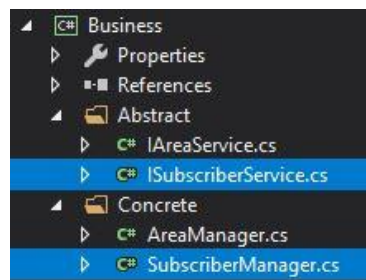 C# Business
Properties
References
Abstract
C# IAreaService.cs
C# ISubscriberService.cs
Concrete
C# AreaManager.cs
C# SubscriberManager.cs